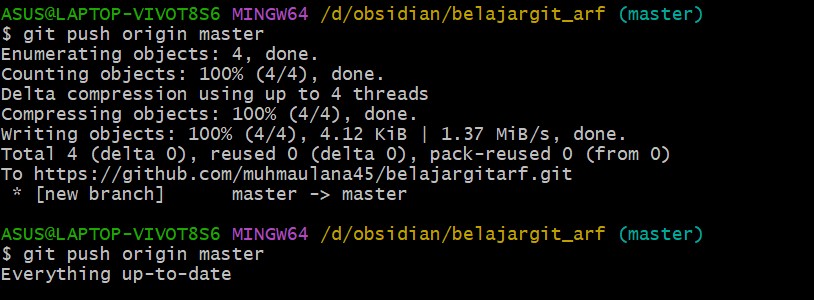 ASUS@LAPTOP-VIVOT8S6 MINGW64 /d/obsidian/belajargit_arf (master)
$ git push origin master
Enumerating objects: 4, done.
Counting objects: 100% (4/4), done.
Delta compression using up to 4 threads
Compressing objects: 100% (4/4), done.
Writing objects: 100% (4/4), 4.12 KiB | 1.37 MiB/s, done.
Total 4 (delta 0), reused 0 (delta 0), pack-reused 0 (from 0)
To https://github.com/muhmaulana45/belajargitarf.git
 * [new branch]      master -> master
ASUS@LAPTOP-VIVOT8S6 MINGW64 /d/obsidian/belajargit_arf (master)
$ git push origin master
Everything up-to-date